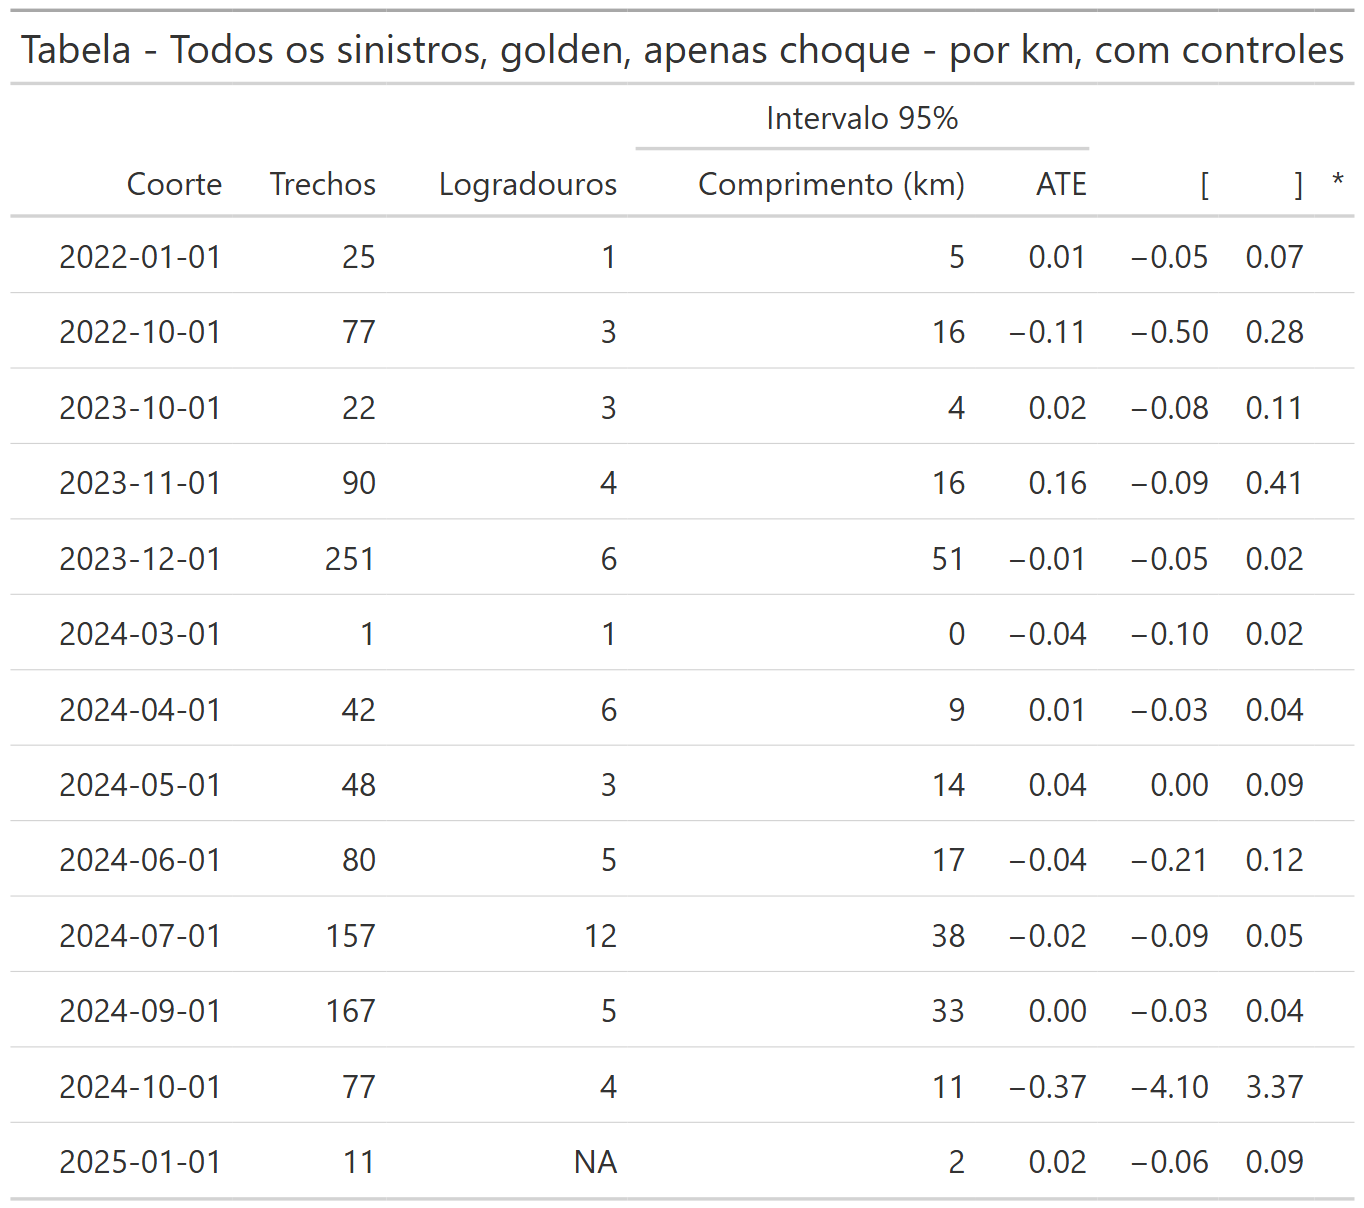 Tabela - Todos os sinistros, golden, apenas choque - por km, com controles
Intervalo 95%
Coorte Trechos Logradouros Comprimento (km) ATE [ ] *
2022-01-01 25 1 5 0.01 −0.05 0.07
2022-10-01 77 3 16 −0.11 −0.50 0.28
2023-10-01 22 3 4 0.02 −0.08 0.11
2023-11-01 90 4 16 0.16 −0.09 0.41
2023-12-01 251 6 51 −0.01 −0.05 0.02
2024-03-01 1 1 0 −0.04 −0.10 0.02
2024-04-01 42 6 9 0.01 −0.03 0.04
2024-05-01 48 3 14 0.04 0.00 0.09
2024-06-01 80 5 17 −0.04 −0.21 0.12
2024-07-01 157 12 38 −0.02 −0.09 0.05
2024-09-01 167 5 33 0.00 −0.03 0.04
2024-10-01 77 4 11 −0.37 −4.10 3.37
2025-01-01 11 NA 2 0.02 −0.06 0.09